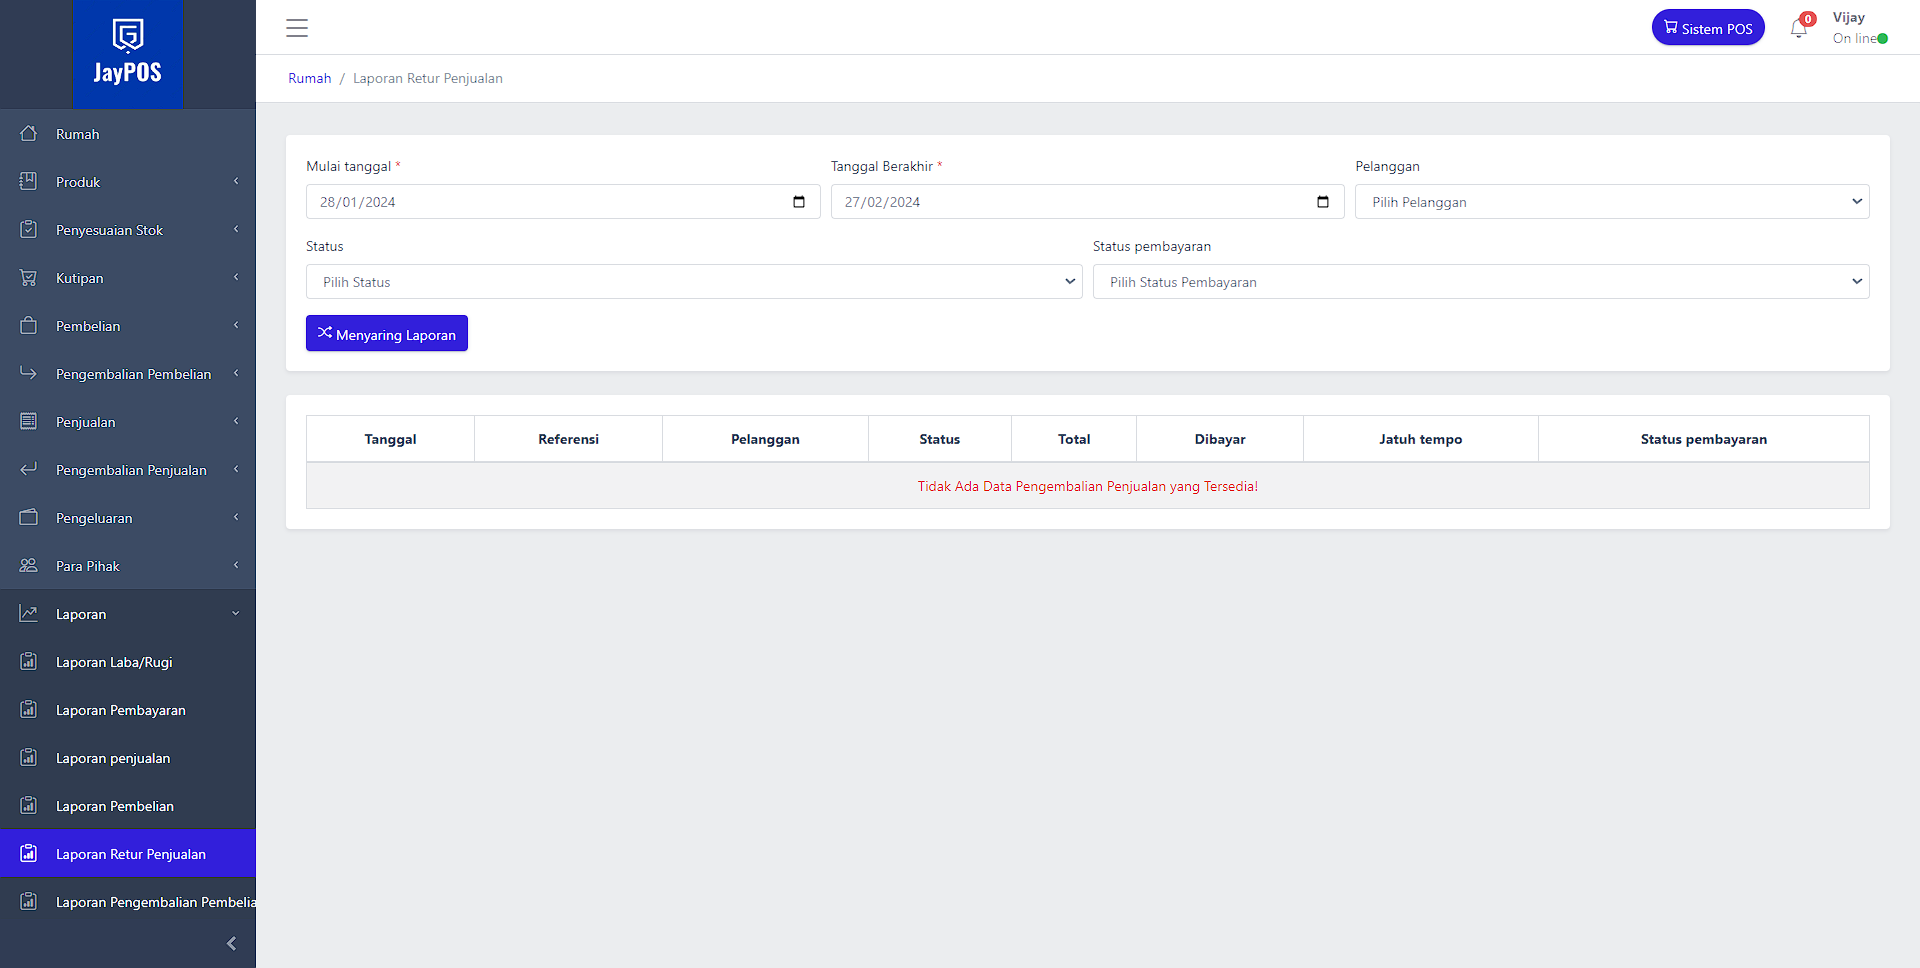 JayPOS
Sistem POS
0
Vijay
On line
Rumah / Laporan Retur Penjualan
Rumah
Produk
Penyesuaian Stok
Kutipan
Pembelian
Pengembalian Pembelian
Penjualan
Pengembalian Penjualan
Pengeluaran
Para Pihak
Laporan
Laporan Laba/Rugi
Laporan Pembayaran
Laporan penjualan
Laporan Pembelian
Laporan Retur Penjualan
Laporan Pengembalian Pembelia
Mulai tanggal *
Tanggal Berakhir *
Pelanggan
28/01/2024
27/02/2024
Pilih Pelanggan
Status
Status pembayaran
Pilih Status
Pilih Status Pembayaran
Menyaring Laporan
Tanggal Referensi Pelanggan Status Total Dibayar Jatuh tempo Status pembayaran
Tidak Ada Data Pengembalian Penjualan yang Tersedia!